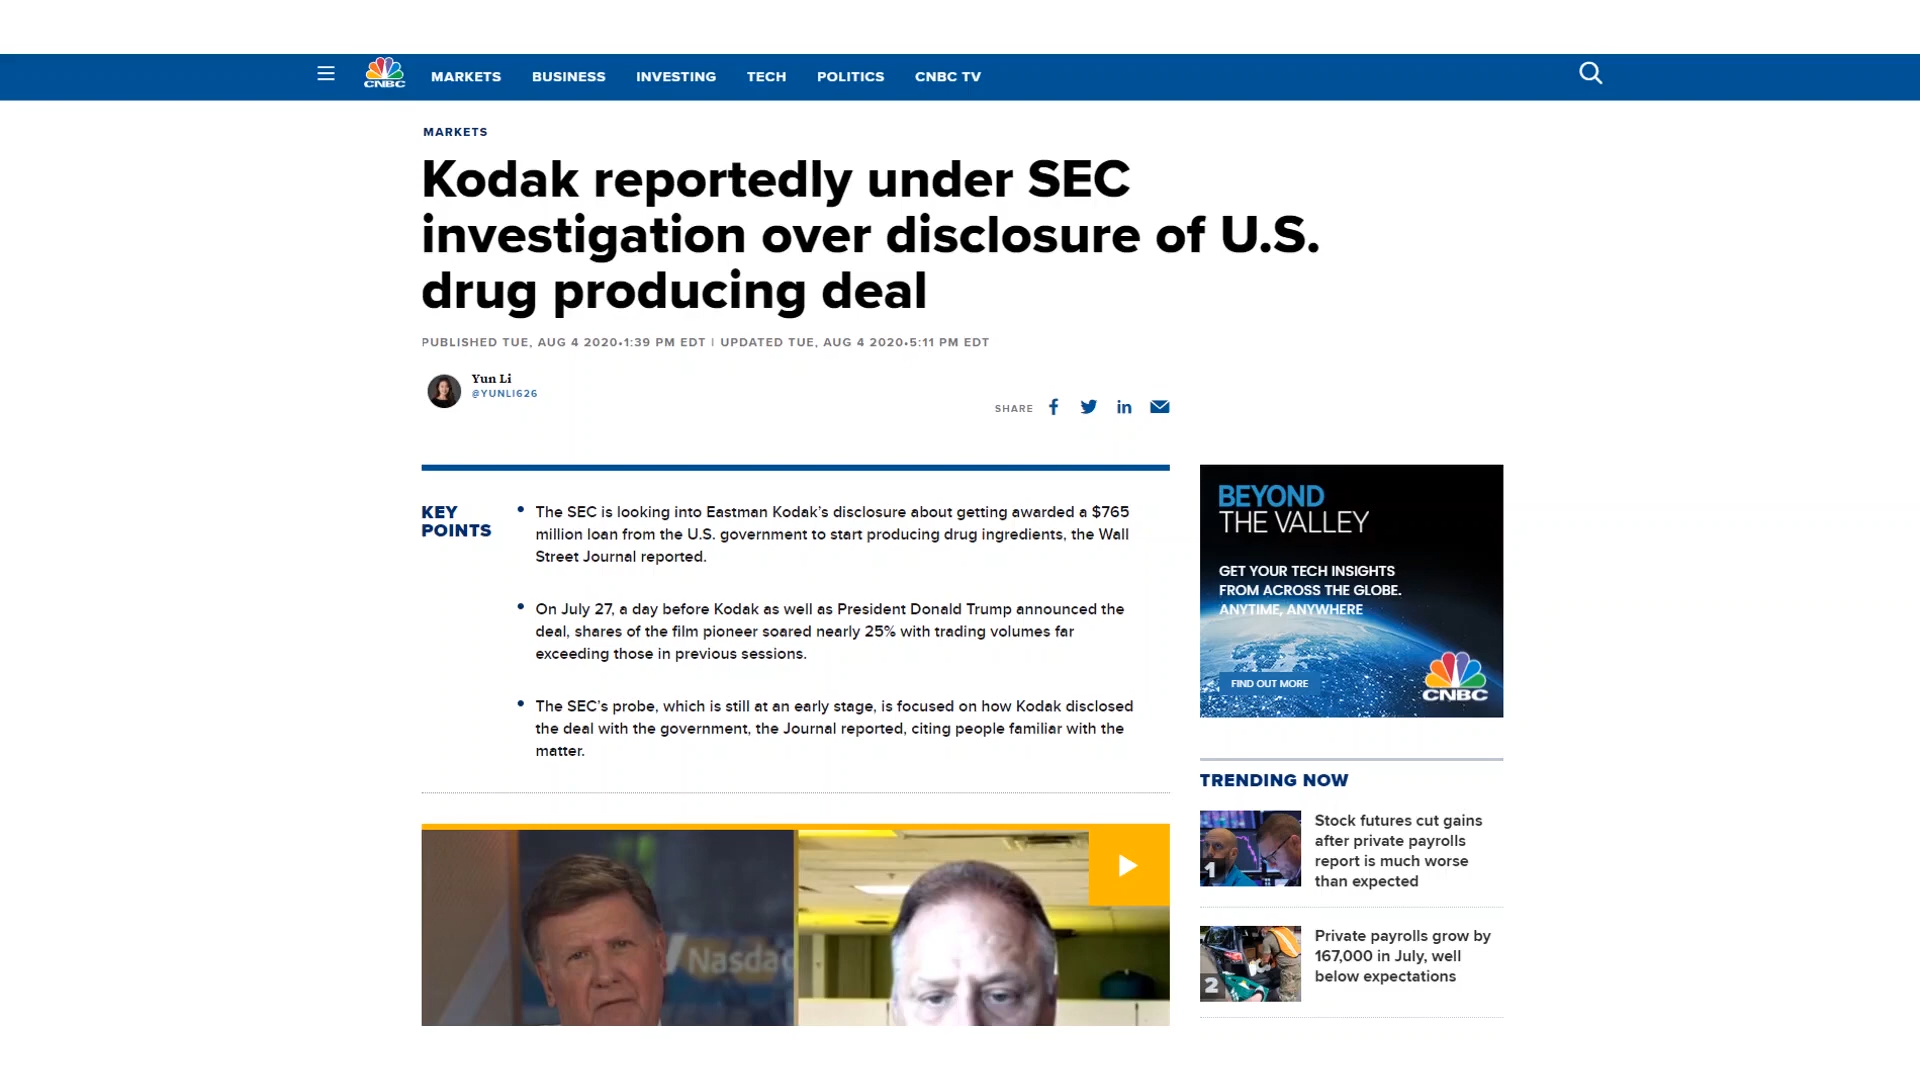 CNBC
MARKETS BUSINESS INVESTING TECH POLITICS CNBC TV
MARKETS
Kodak reportedly under SEC
investigation over disclosure of U.S.
drug producing deal
PUBLISHED TUE, AUG 4 2020•1:39 PM EDT | UPDATED TUE, AUG 4 2020•5:11 PM EDT
Yun Li
@YUNLI626
SHARE
KEY
POINTS
• The SEC is looking into Eastman Kodak’s disclosure about getting awarded a $765
million loan from the U.S. government to start producing drug ingredients, the Wall
Street Journal reported.
• On July 27, a day before Kodak as well as President Donald Trump announced the
deal, shares of the film pioneer soared nearly 25% with trading volumes far
exceeding those in previous sessions.
• The SEC’s probe, which is still at an early stage, is focused on how Kodak disclosed
the deal with the government, the Journal reported, citing people familiar with the
matter.
Nasda
BEYOND
THE VALLEY
GET YOUR TECH INSIGHTS
FROM ACROSS THE GLOBE.
ANYTIME, ANYWHERE
FIND OUT MORE
CNBC
TRENDING NOW
1
Stock futures cut gains
after private payrolls
report is much worse
than expected
2
Private payrolls grow by
167,000 in July, well
below expectations